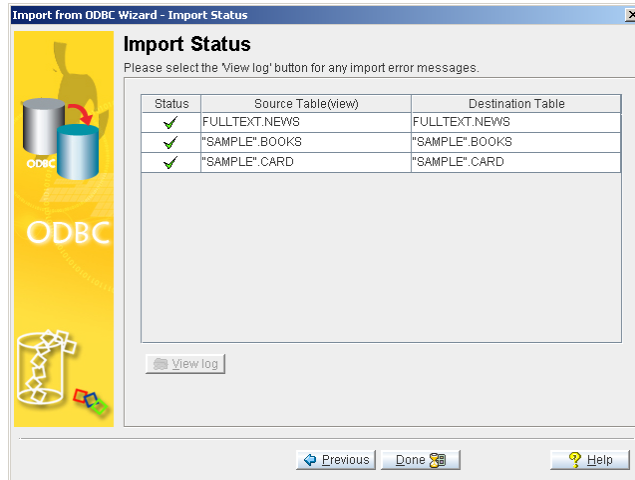 Import from ODBC Wizard - Import Status
Import Status
Please select the 'View log' button for any import error messages.
Status Source Table(view) Destination Table
FULLTEXT.NEWS FULLTEXT.NEWS
"SAMPLE".BOOKS "SAMPLE".BOOKS
"SAMPLE".CARD "SAMPLE".CARD
ODBC
ODBC
View log
Previous Done Help